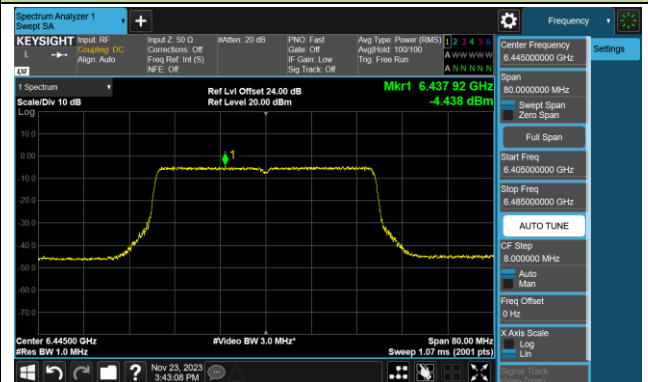 Spectrum Analyzer 1
Swept SA
Frequency
KEYSIGHT
L
LXI
Input: RF
Coupling: DC
Align: Auto
Input Z: 50 Ω
Corrections: Off
Freq Ref: Int (S)
NFE: Off
#Atten: 20 dB
PNO: Fast
Gate: Off
IF Gain: Low
Sig Track: Off
Avg Type: Power (RMS)
Avg|Hold: 100/100
Trig: Free Run
1 2 3 4 5 6
A W W W W W
A N N N N N
1 Spectrum
Scale/Div 10 dB
Log
Ref Lvl Offset 24.00 dB
Ref Level 20.00 dBm
Mkr1 6.437 92 GHz
-4.438 dBm
10.0
0.00
-10.0
-20.0
-30.0
-40.0
-50.0
-60.0
-70.0
1
Center 6.44500 GHz
#Res BW 1.0 MHz
#Video BW 3.0 MHz*
Span 80.00 MHz
Sweep 1.07 ms (2001 pts)
Center Frequency
6.445000000 GHz
Settings
Span
80.0000000 MHz
Swept Span
Zero Span
Full Span
Start Freq
6.405000000 GHz
Stop Freq
6.485000000 GHz
AUTO TUNE
CF Step
8.000000 MHz
Auto
Man
Freq Offset
0 Hz
X Axis Scale
Log
Lin
Signal Track
Nov 23, 2023
3:43:08 PM